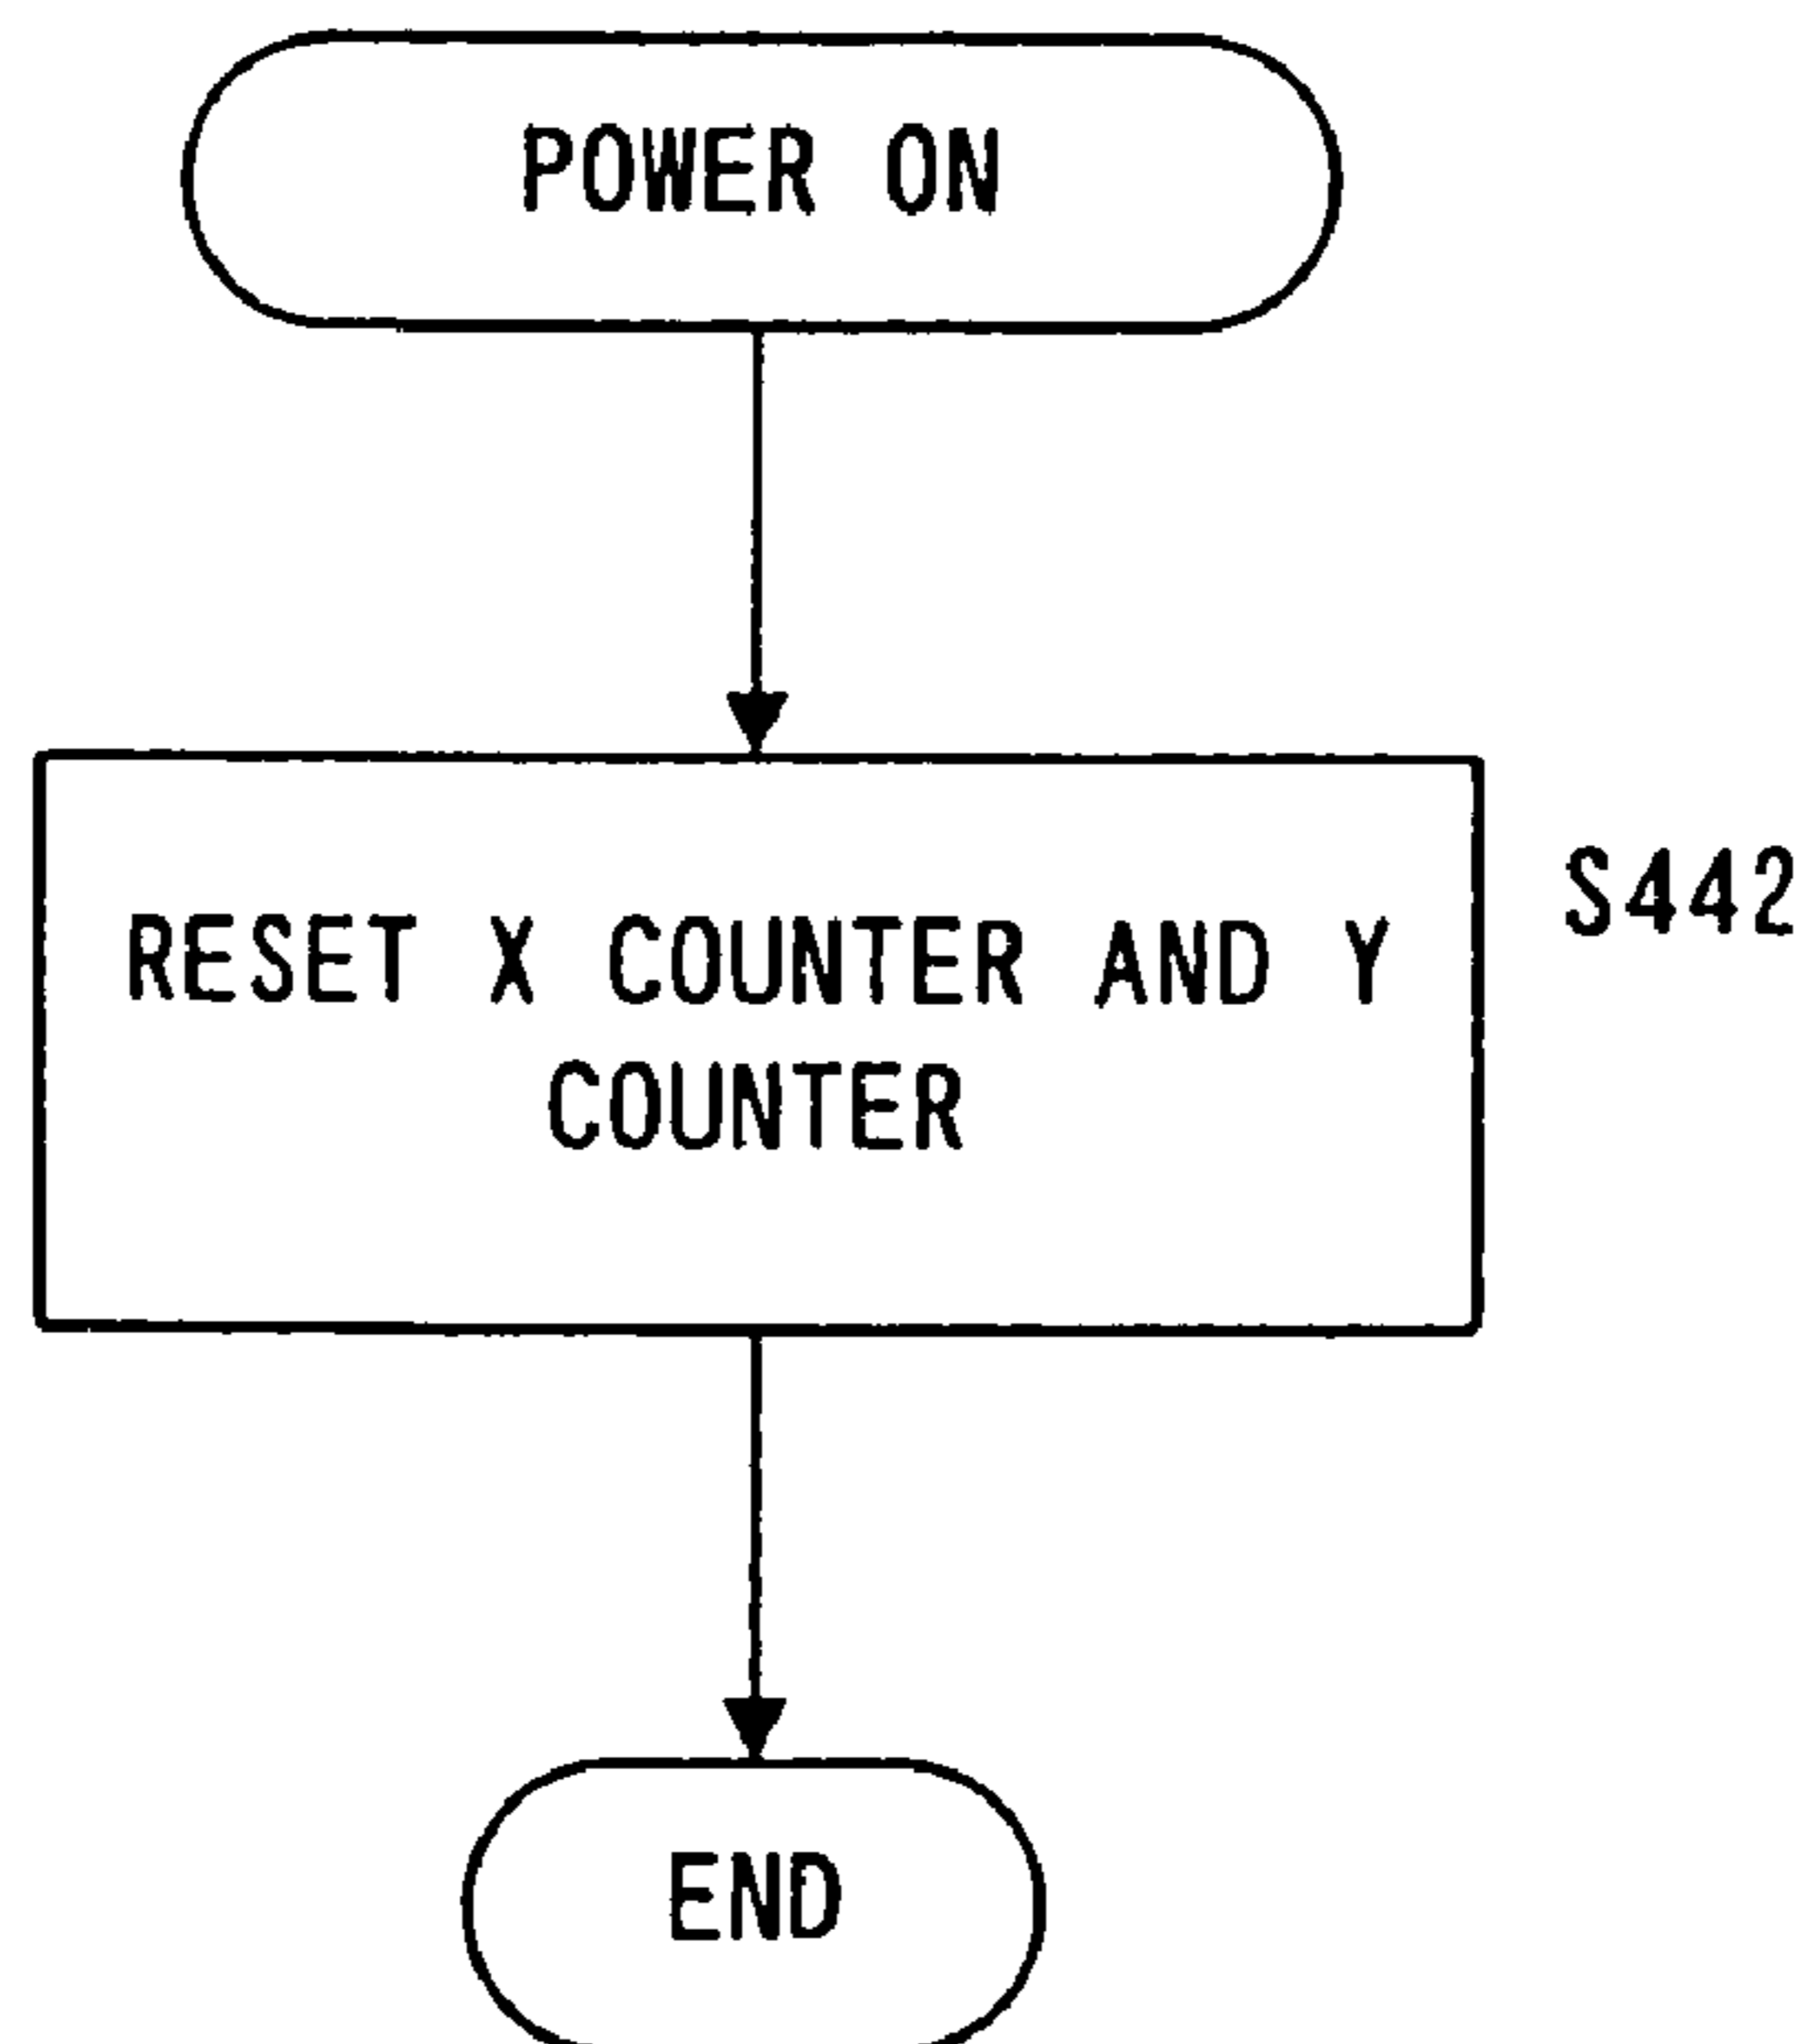 POWER ON
S442
RESET X COUNTER AND Y
COUNTER
END